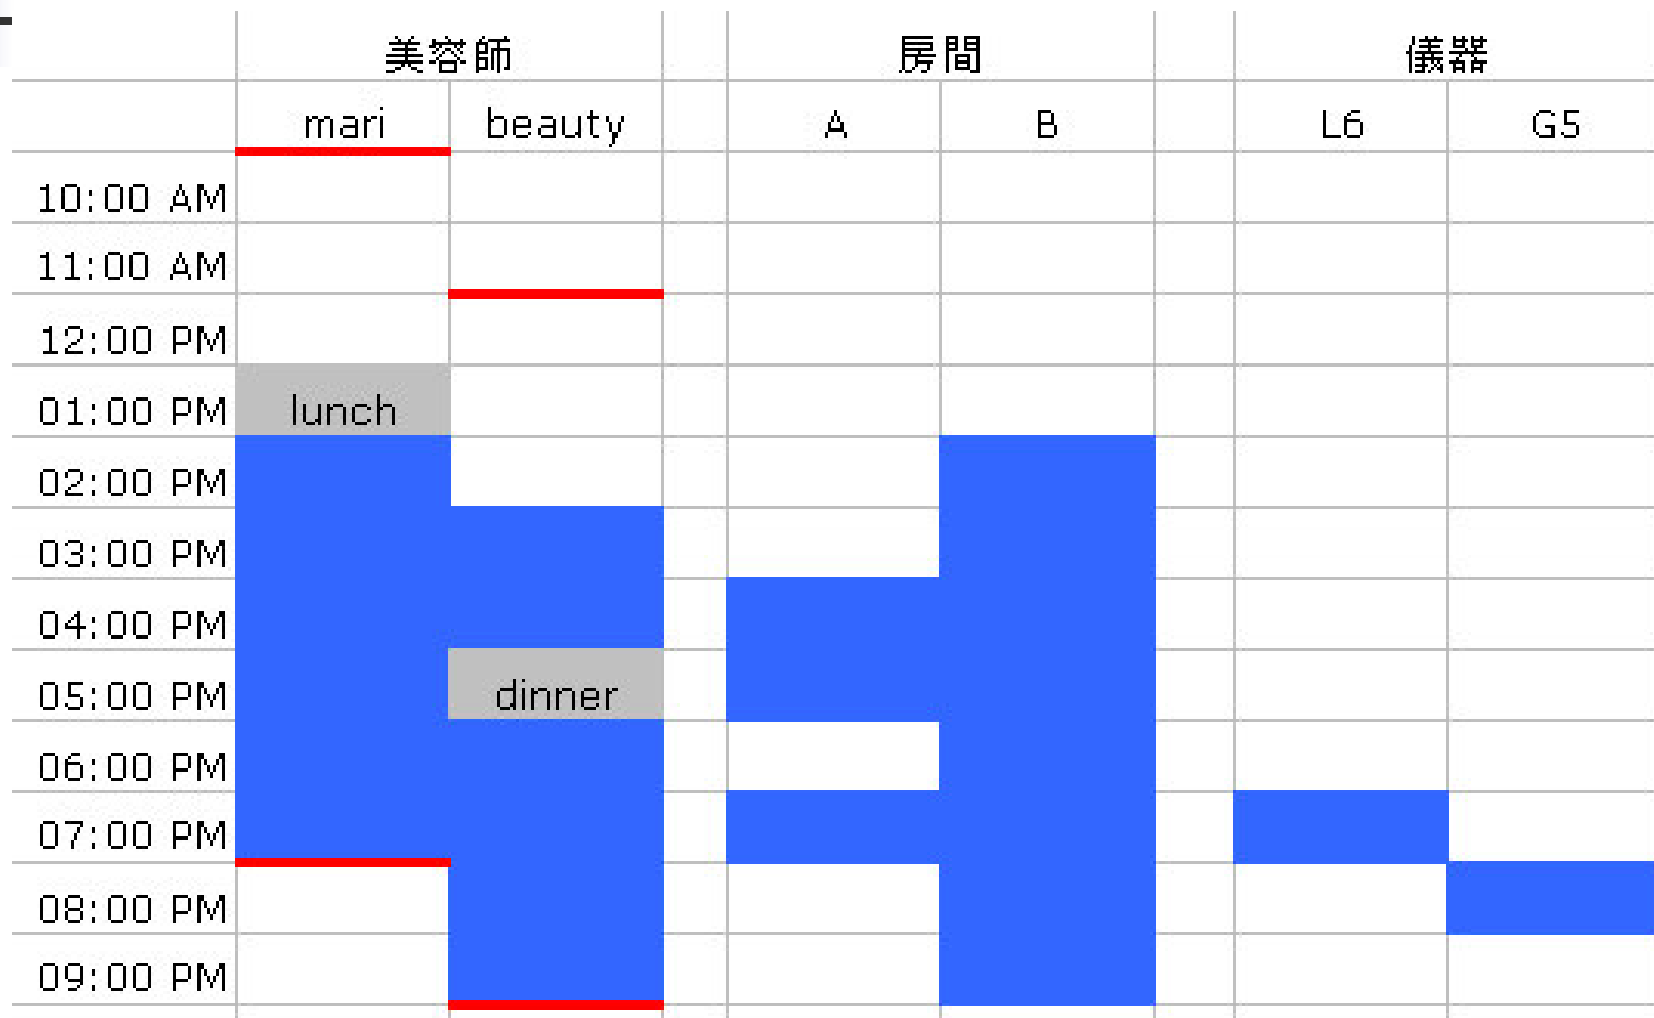 美容師 房間 儀器
mari beauty A B L6 G5
10:00 AM
11:00 AM
12:00 PM
01:00 PM lunch
02:00 PM
03:00 PM
04:00 PM
05:00 PM dinner
06:00 PM
07:00 PM
08:00 PM
09:00 PM